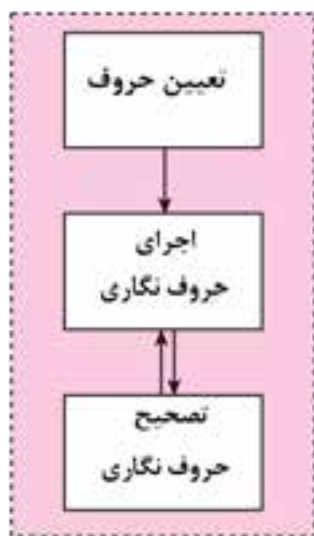 تعیین حروف
اجرای
حروف نگاری
تصحیح
حروف نگاری